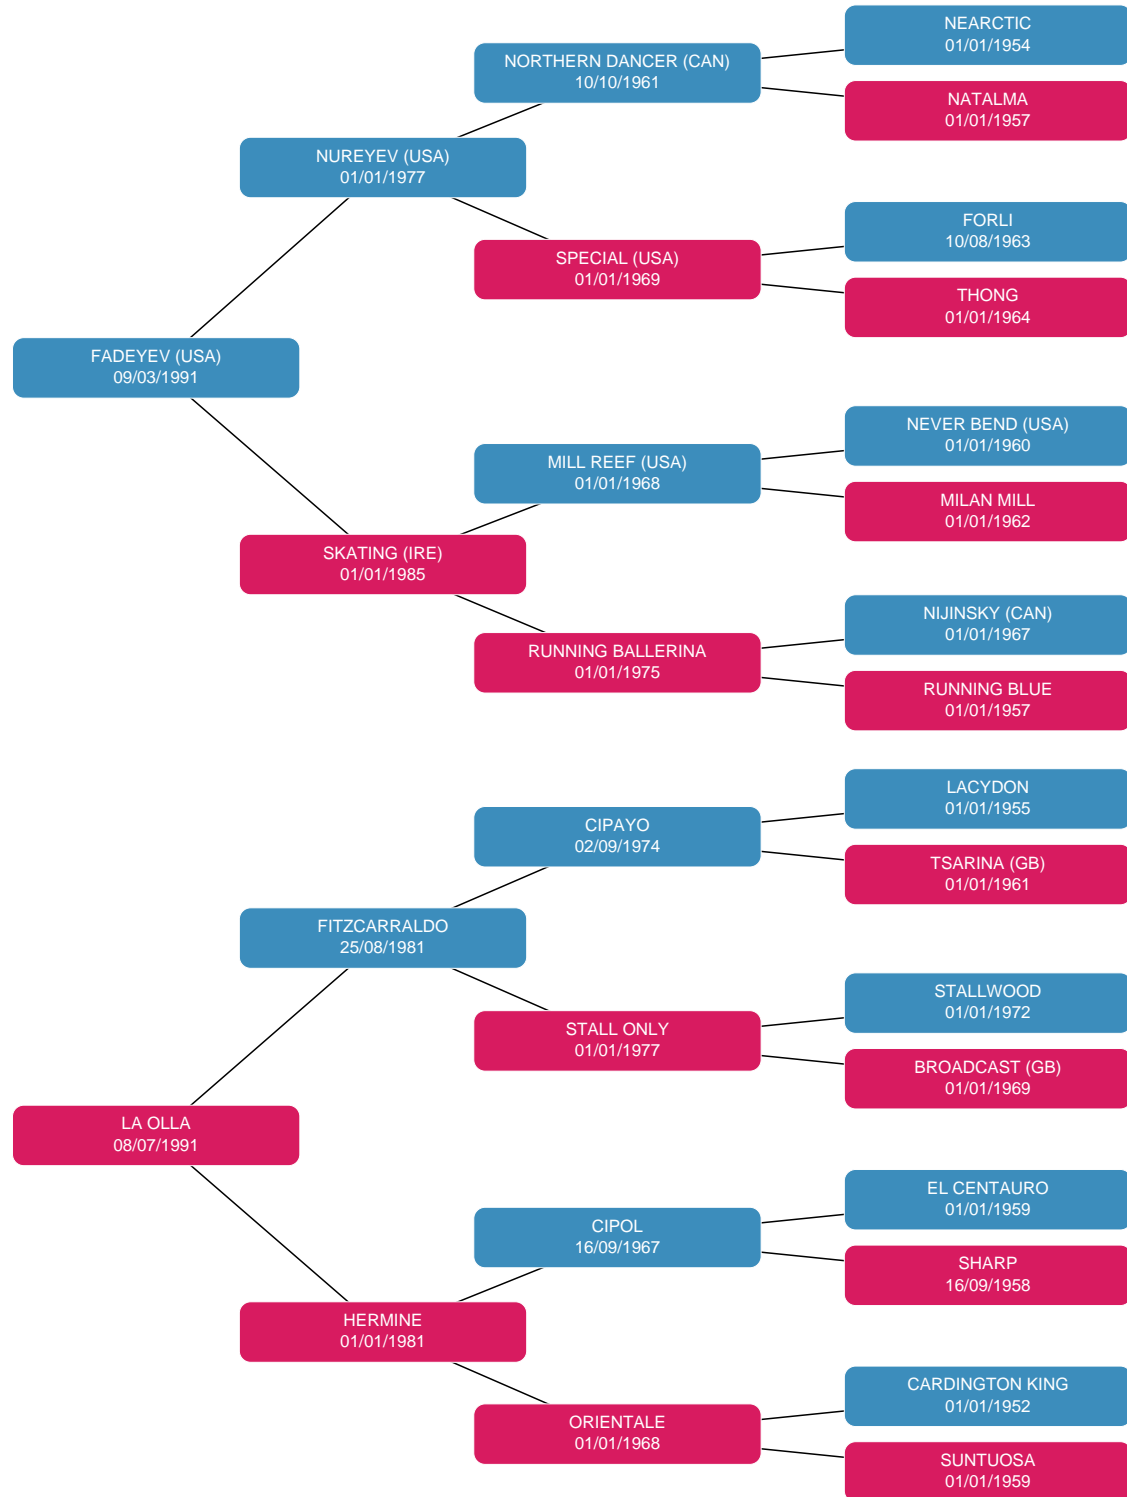 NEARCTIC
01/01/1954
NORTHERN DANCER (CAN)
10/10/1961
NATALMA
01/01/1957
NUREYEV (USA)
01/01/1977
FORLI
10/08/1963
SPECIAL (USA)
01/01/1969
THONG
01/01/1964
FADEYEV (USA)
09/03/1991
NEVER BEND (USA)
01/01/1960
MILL REEF (USA)
01/01/1968
MILAN MILL
01/01/1962
SKATING (IRE)
01/01/1985
NIJINSKY (CAN)
01/01/1967
RUNNING BALLERINA
01/01/1975
RUNNING BLUE
01/01/1957
LACYDON
01/01/1955
CIPAYO
02/09/1974
TSARINA (GB)
01/01/1961
FITZCARRALDO
25/08/1981
STALLWOOD
01/01/1972
STALL ONLY
01/01/1977
BROADCAST (GB)
01/01/1969
LA OLLA
08/07/1991
EL CENTAURO
01/01/1959
CIPOL
16/09/1967
SHARP
16/09/1958
HERMINE
01/01/1981
CARDINGTON KING
01/01/1952
ORIENTALE
01/01/1968
SUNTUOSA
01/01/1959